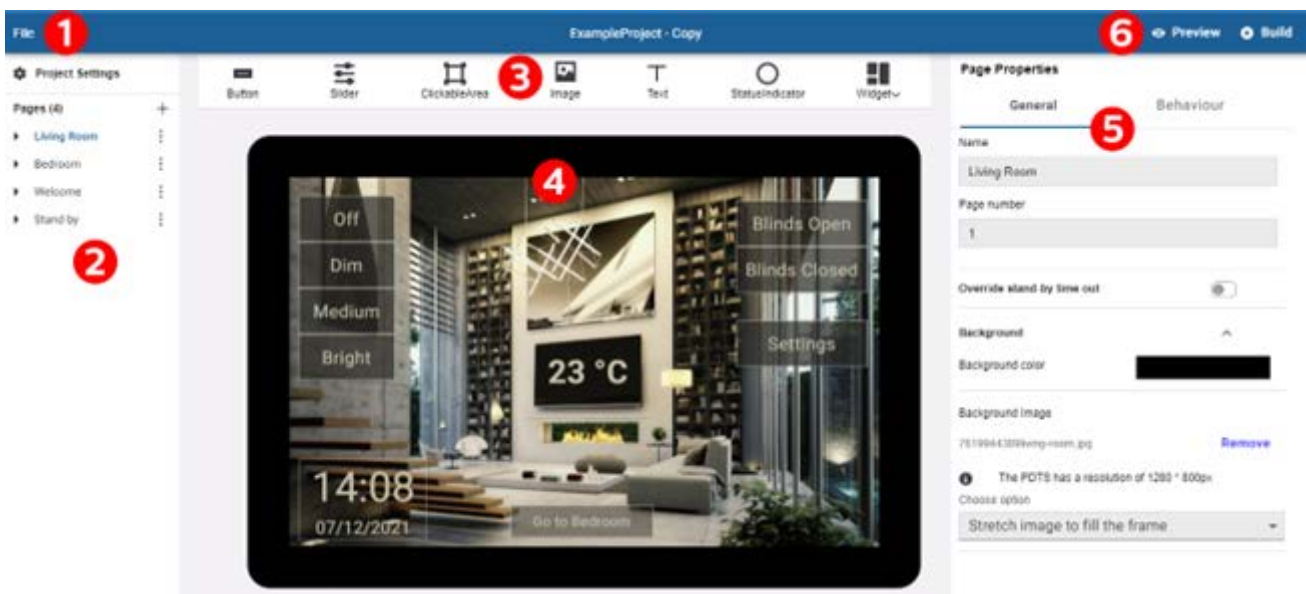 File 1 ExampleProject - Copy 6 Preview Build
Project Settings
Pages (4) +
Living Room
Bedroom
Welcome
Stand by
2
Button Slider ClickableArea 3 Image Text StatusIndicator Widget
4
Off
Dim
Medium
Bright
Blinds Open
Blinds Closed
Settings
23 °C
14:08
07/12/2021
Go to Bedroom
Page Properties
General Behaviour
5
Name
Living Room
Page number
1
Override stand by time out
Background
Background color
Background image
Remove
The PDTS has a resolution of 1280 * 800px
Choose option
Stretch image to fill the frame